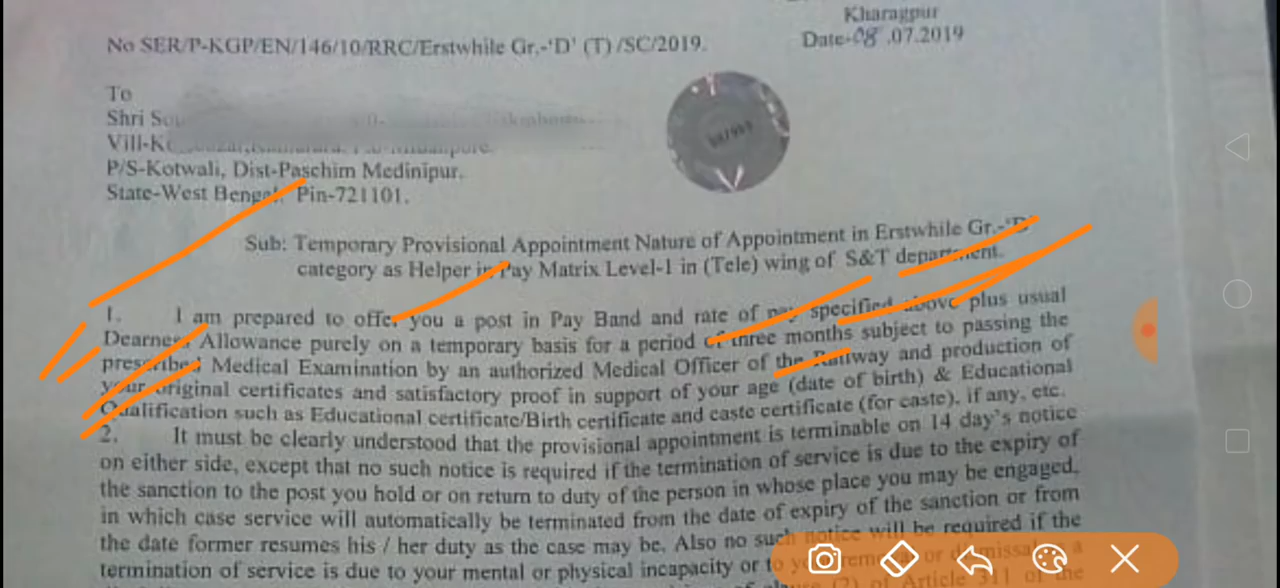 Kharagpur
No SER/P-KGP/EN/146/10/RRC/Erstwhile Gr.-'D' (T) /SC/2019.
Date-08.07.2019
To
Shri
P/S-Kotwali, Dist-Paschim Medinipur.
State-West Bengal, Pin-721101.
Sub: Temporary Provisional Appointment Nature of Appointment in Erstwhile Gr.-'D'
category as Helper in Pay Matrix Level-1 in (Tele) wing of S&T department.
1. I am prepared to offer you a post in Pay Band and rate of pay specified above plus usual
Dearness Allowance purely on a temporary basis for a period of three months subject to passing the
prescribed Medical Examination by an authorized Medical Officer of the Railway and production of
your original certificates and satisfactory proof in support of your age (date of birth) & Educational
Qualification such as Educational certificate/Birth certificate and caste certificate (for caste), if any, etc.
2. It must be clearly understood that the provisional appointment is terminable on 14 day's notice
on either side, except that no such notice is required if the termination of service is due to the expiry of
the sanction to the post you hold or on return to duty of the person in whose place you may be engaged,
in which case service will automatically be terminated from the date of expiry of the sanction or from
the date former resumes his / her duty as the case may be. Also no such notice will be required if the
termination of service is due to your mental or physical incapacity or to
Article 311 of the